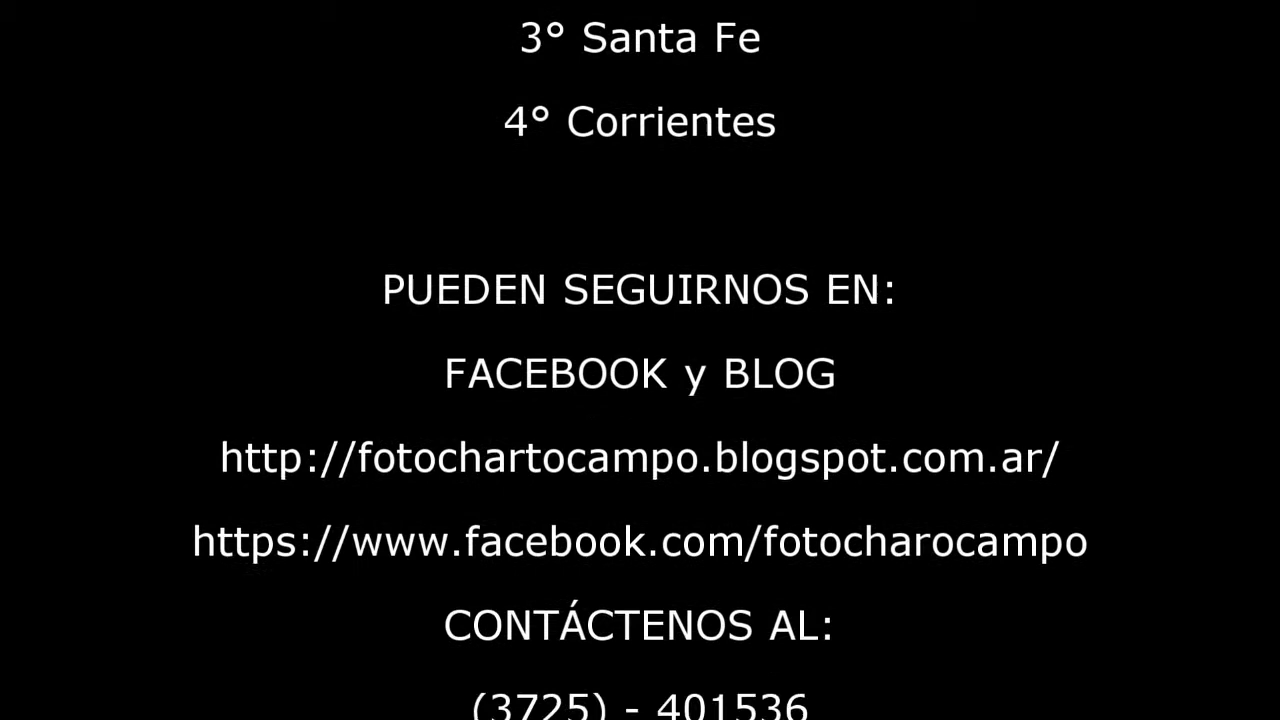 3° Santa Fe
4° Corrientes
PUEDEN SEGUIRNOS EN:
FACEBOOK y BLOG
http://fotochartocampo.blogspot.com.ar/
https://www.facebook.com/fotocharocampo
CONTÁCTENOS AL:
(3725) - 401536